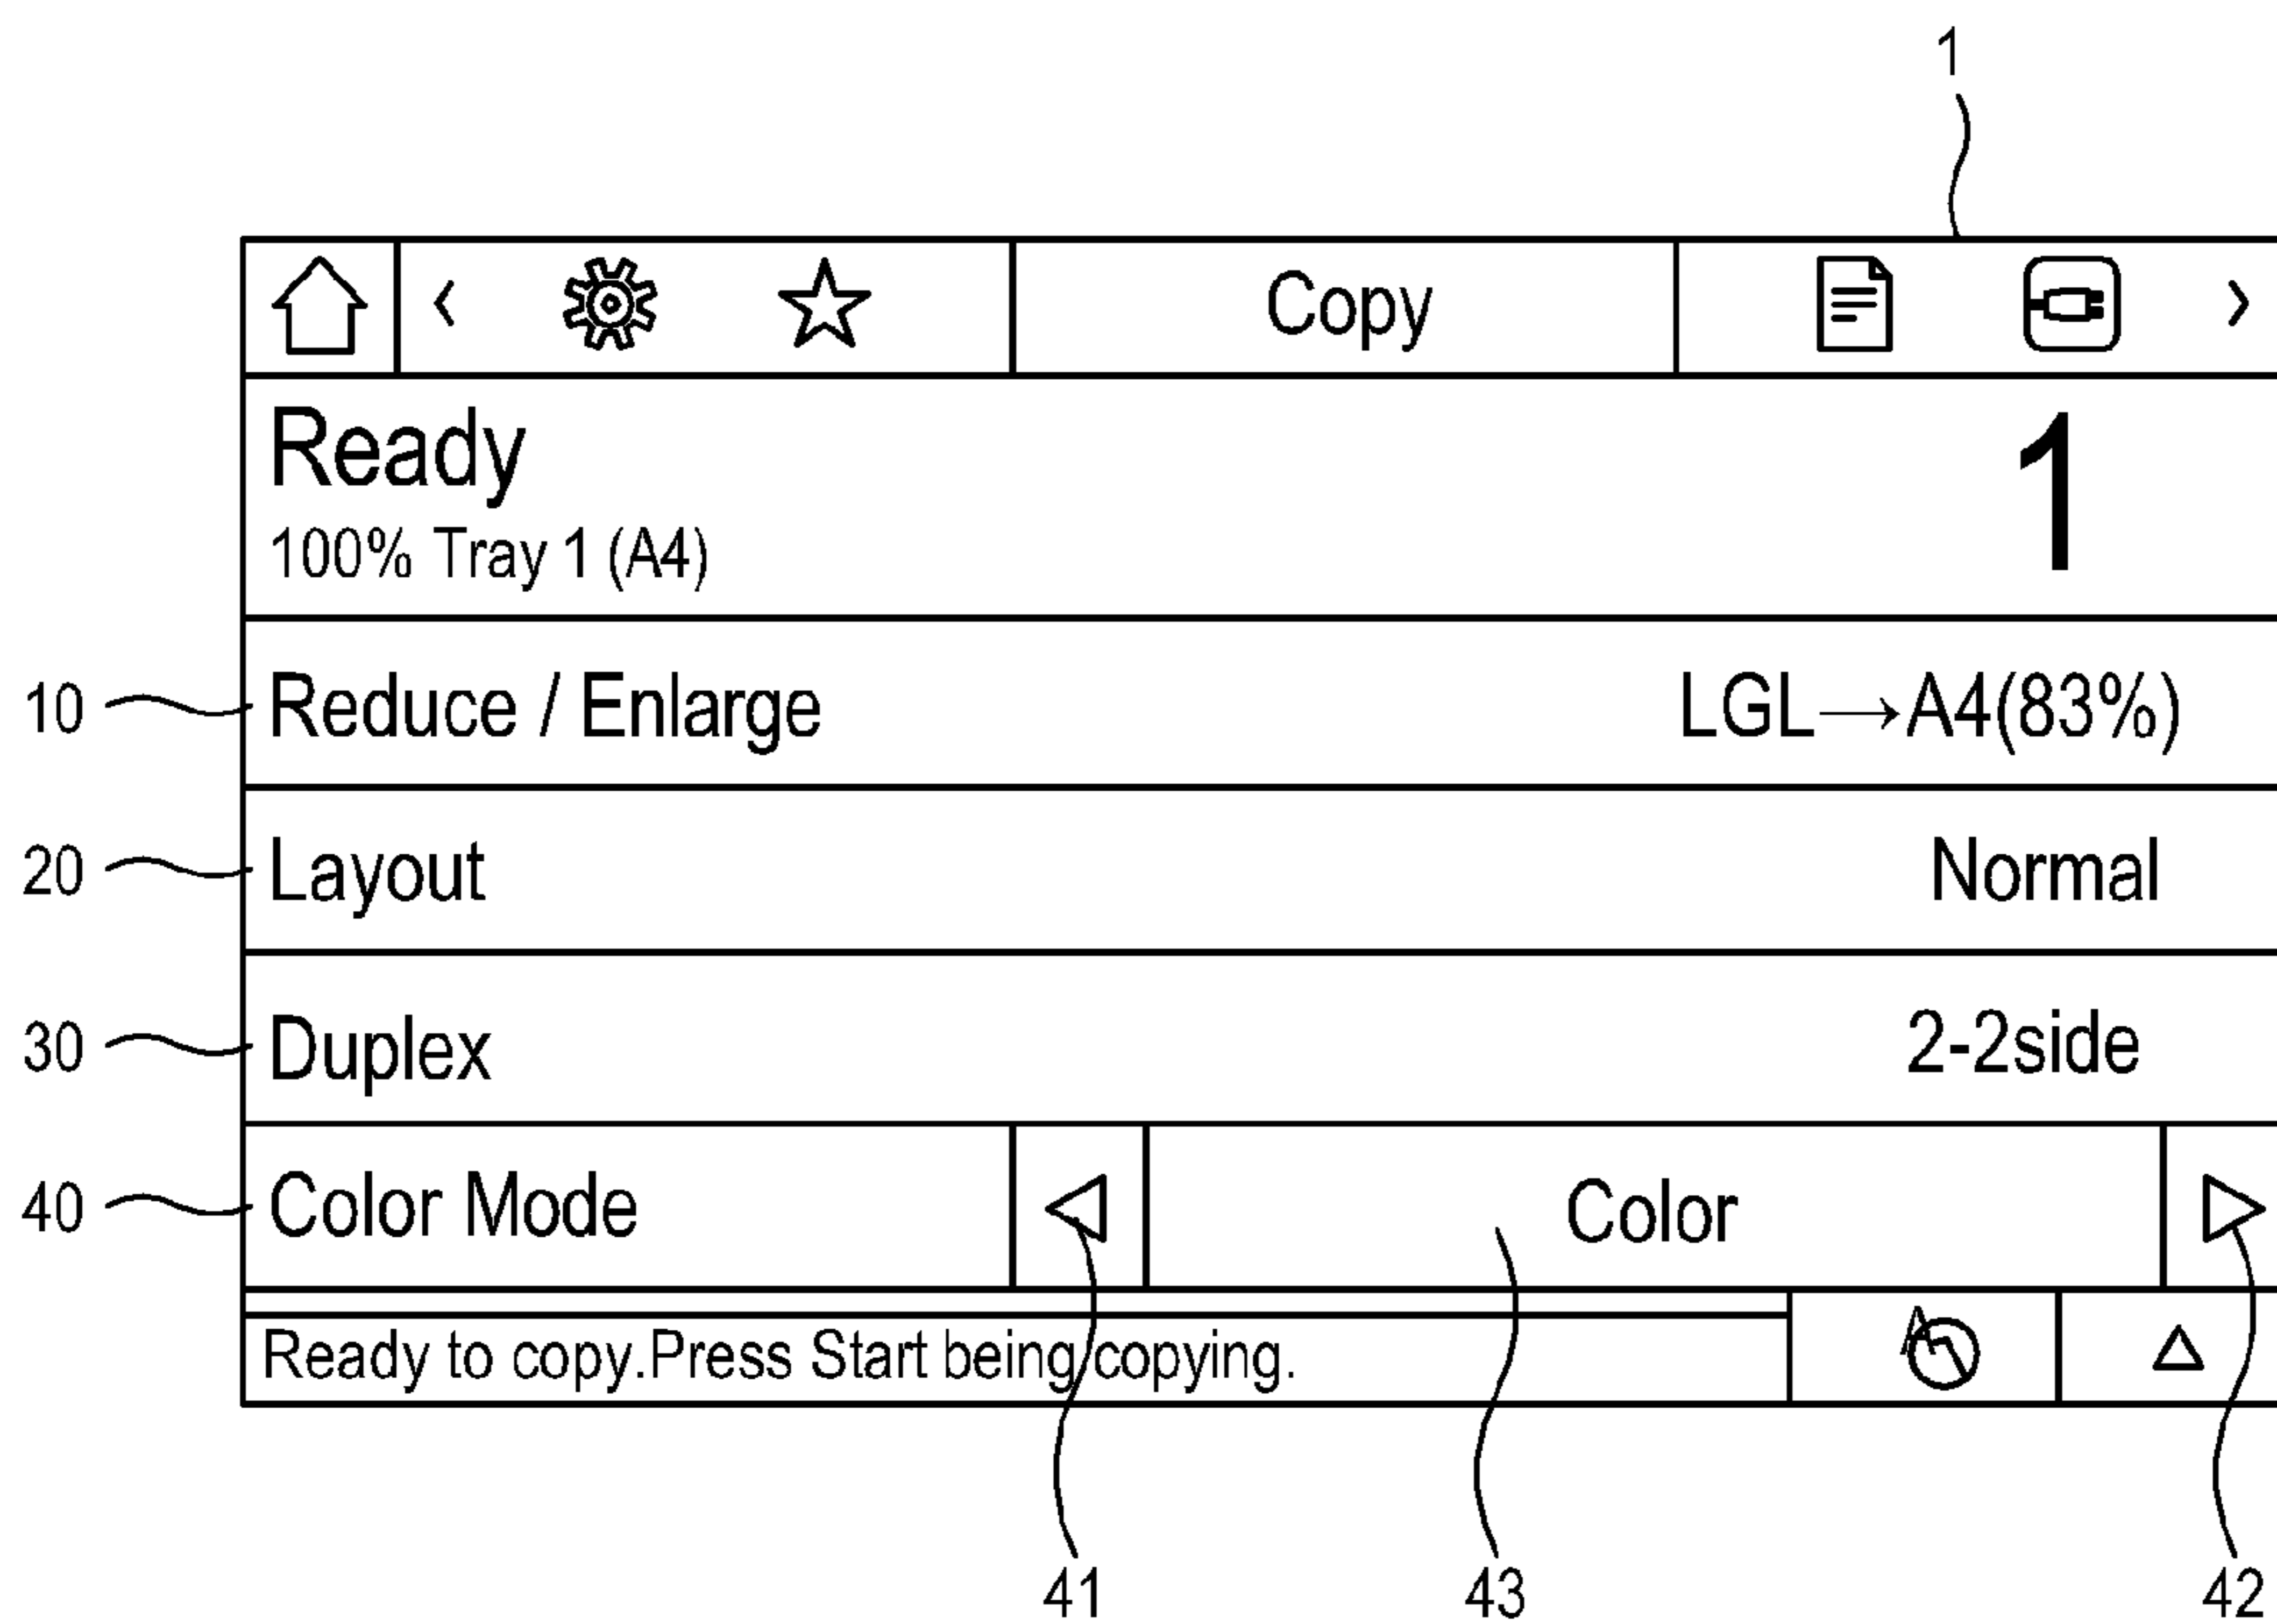 1
Copy
Ready
1
100% Tray 1 (A4)
10 Reduce / Enlarge LGL→A4(83%)
20 Layout Normal
30 Duplex 2-2side
40 Color Mode Color
Ready to copy.Press Start being copying.
41 43 42